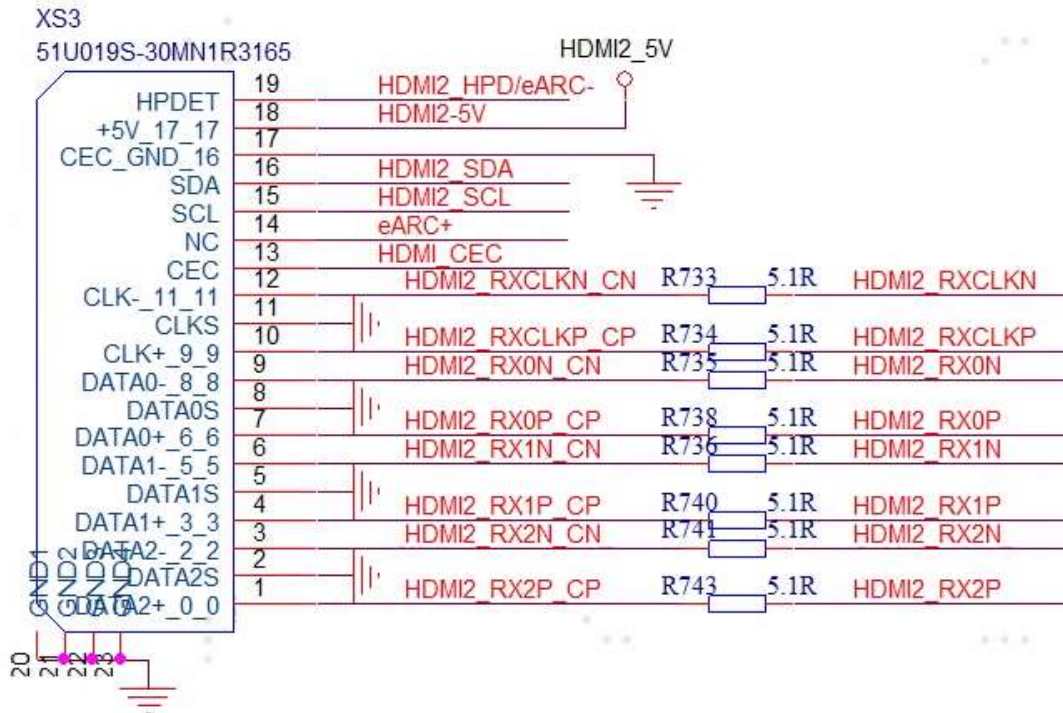 XS3
51U019S-30MN1R3165
HDMI2_5V
19 HDMI2_HPD/eARC-
HPDET
18 HDMI2-5V
+5V_17_17
17
CEC_GND_16
16 HDMI2_SDA
SDA
15 HDMI2_SCL
SCL
14 eARC+
NC
13 HDMI_CEC
CEC
12 HDMI2_RXCLKN_CN R733 5.1R HDMI2_RXCLKN
CLK-_11_11
11
CLKS
10 HDMI2_RXCLKP_CP R734 5.1R HDMI2_RXCLKP
CLK+_9_9
9 HDMI2_RX0N_CN R735 5.1R HDMI2_RX0N
DATA0-_8_8
8
DATA0S
7 HDMI2_RX0P_CP R738 5.1R HDMI2_RX0P
DATA0+_6_6
6 HDMI2_RX1N_CN R736 5.1R HDMI2_RX1N
DATA1-_5_5
5
DATA1S
4 HDMI2_RX1P_CP R740 5.1R HDMI2_RX1P
DATA1+_3_3
3 HDMI2_RX2N_CN R741 5.1R HDMI2_RX2N
DATA2-_2_2
2
DATA2S
1 HDMI2_RX2P_CP R743 5.1R HDMI2_RX2P
DATA2+_0_0
GND1
GND2
GND3
GND4
20
21
22
23